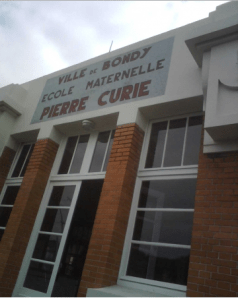 VILLE DE BONDY
ECOLE MATERNELLE
PIERRE CURIE